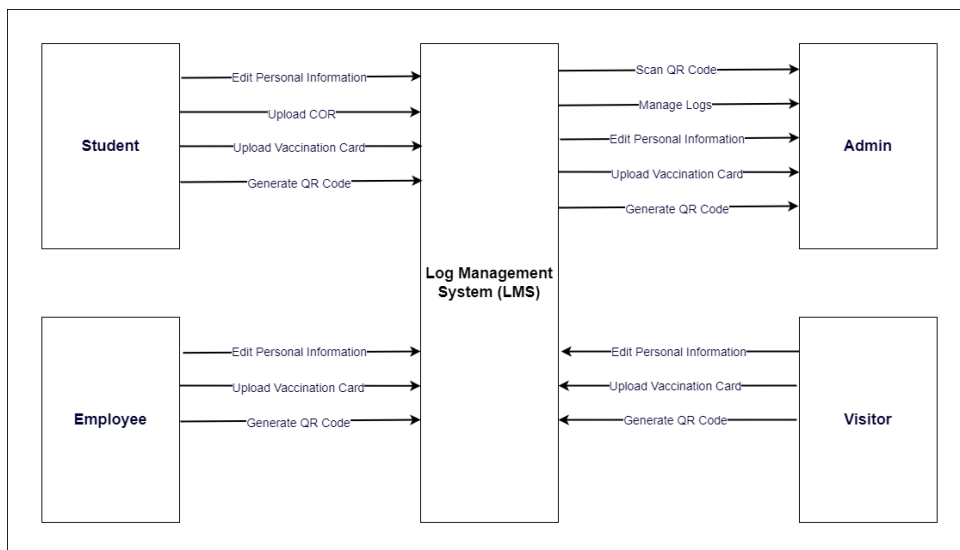 Student
Edit Personal Information
Upload COR
Upload Vaccination Card
Generate QR Code
Log Management
System (LMS)
Scan QR Code
Manage Logs
Edit Personal Information
Upload Vaccination Card
Generate QR Code
Admin
Employee
Edit Personal Information
Upload Vaccination Card
Generate QR Code
Edit Personal Information
Upload Vaccination Card
Generate QR Code
Visitor